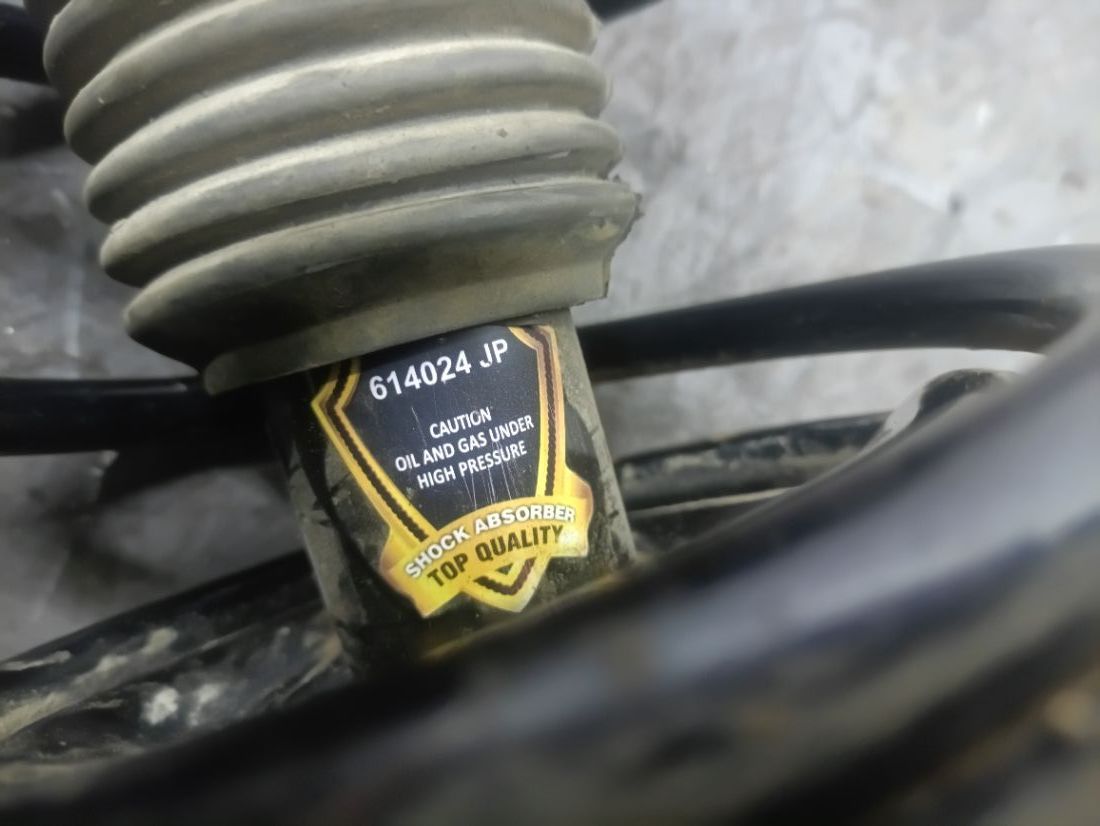 614024 JP
CAUTION
OIL AND GAS UNDER
HIGH PRESSURE
SHOCK ABSORBER
TOP QUALITY